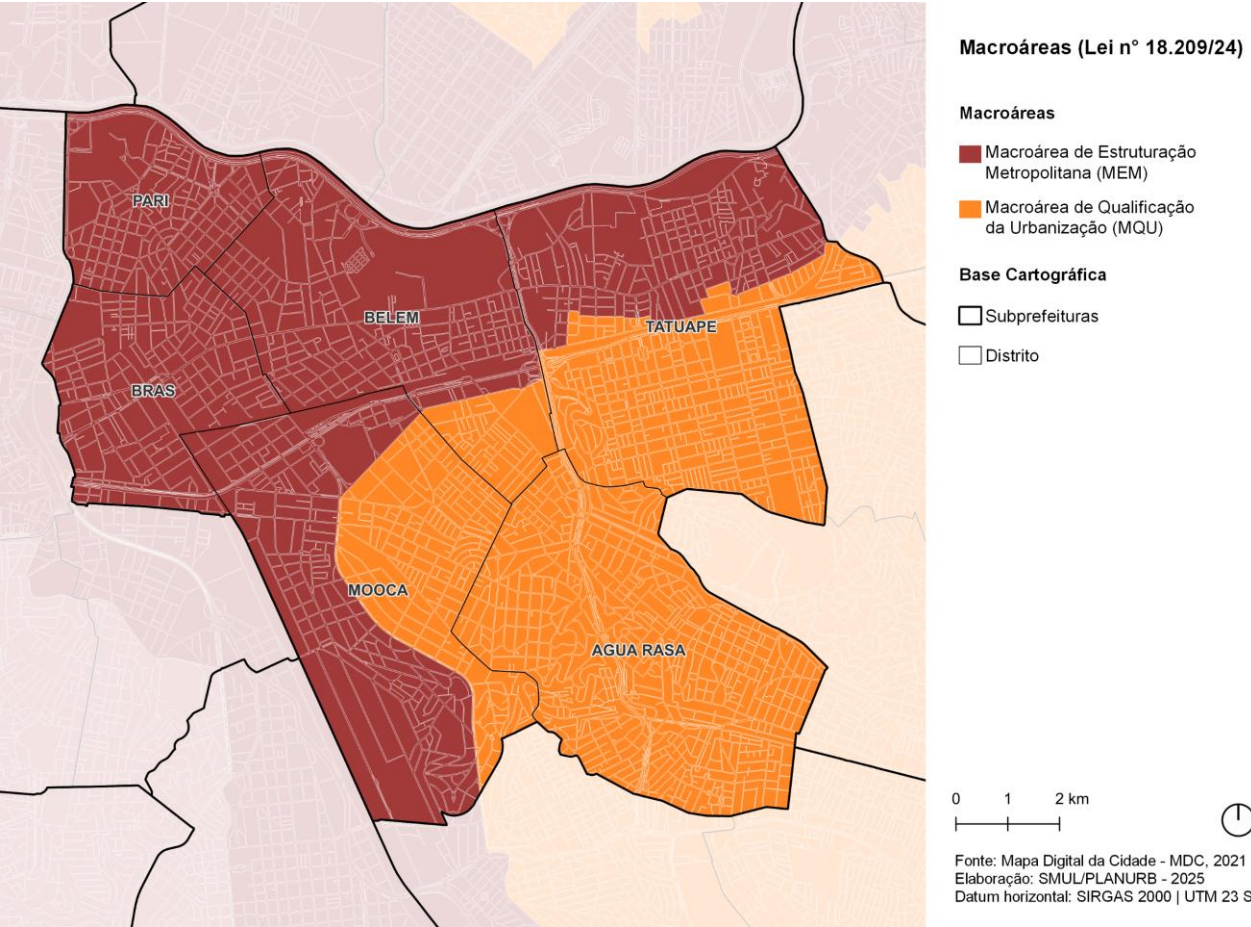 Macroáreas (Lei n° 18.209/24)
Macroáreas
Macroárea de Estruturação
Metropolitana (MEM)
Macroárea de Qualificação
da Urbanização (MQU)
Base Cartográfica
Subprefeituras
Distrito
PARI
BELEM
TATUAPE
BRAS
MOOCA
AGUA RASA
0 1 2 km
Fonte: Mapa Digital da Cidade - MDC, 2021
Elaboração: SMUL/PLANURB - 2025
Datum horizontal: SIRGAS 2000 | UTM 23 S